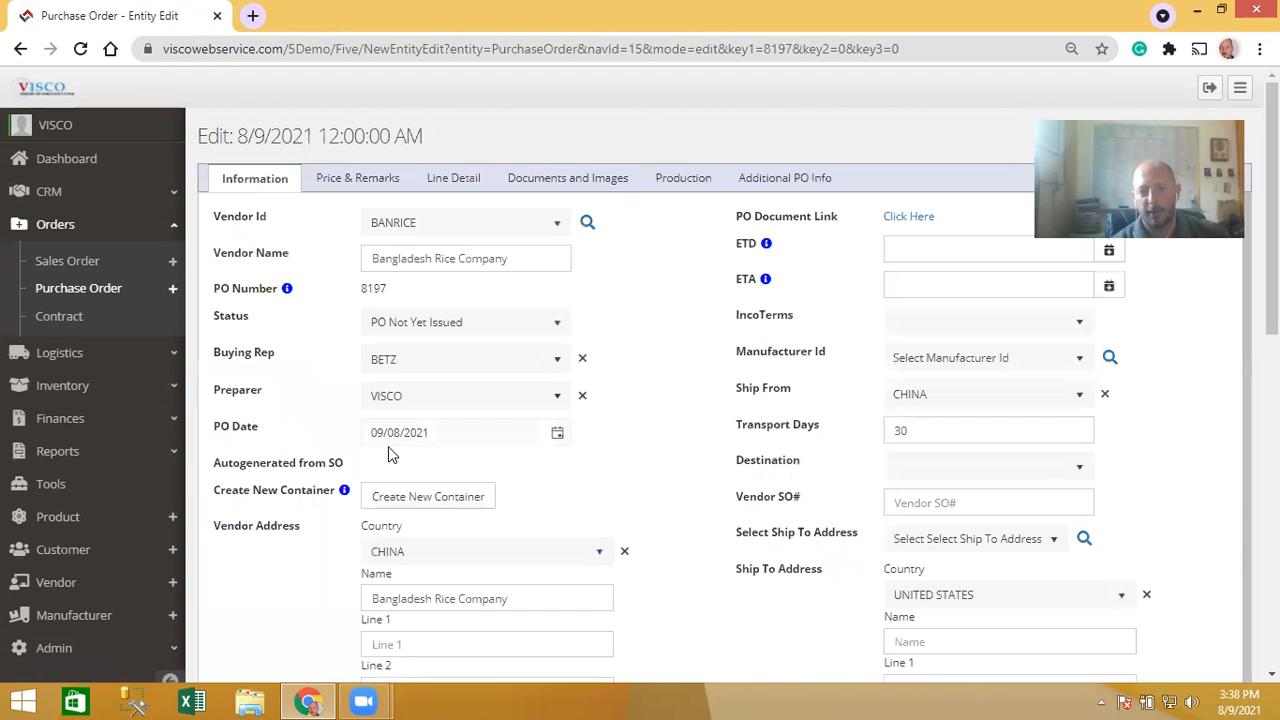 Purchase Order - Entity Edit
viscowebservice.com/5Demo/Five/NewEntityEdit?entity=PurchaseOrder&navId=15&mode=edit&key1=8197&key2=0&key3=0
VISCO
VISCO
Dashboard
CRM
Orders
Sales Order
Purchase Order
Contract
Logistics
Inventory
Finances
Reports
Tools
Product
Customer
Vendor
Manufacturer
Admin
Edit: 8/9/2021 12:00:00 AM
Information Price & Remarks Line Detail Documents and Images Production Additional PO Info
Vendor Id BANRICE
Vendor Name Bangladesh Rice Company
PO Number 8197
Status PO Not Yet Issued
Buying Rep BETZ
Preparer VISCO
PO Date 09/08/2021
Autogenerated from SO
Create New Container Create New Container
Vendor Address Country
CHINA
Name
Bangladesh Rice Company
Line 1
Line 1
Line 2
PO Document Link Click Here
ETD
ETA
IncoTerms
Manufacturer Id Select Manufacturer Id
Ship From CHINA
Transport Days 30
Destination
Vendor SO# Vendor SO#
Select Ship To Address Select Select Ship To Address
Ship To Address Country
UNITED STATES
Name
Name
Line 1
3:38 PM
8/9/2021